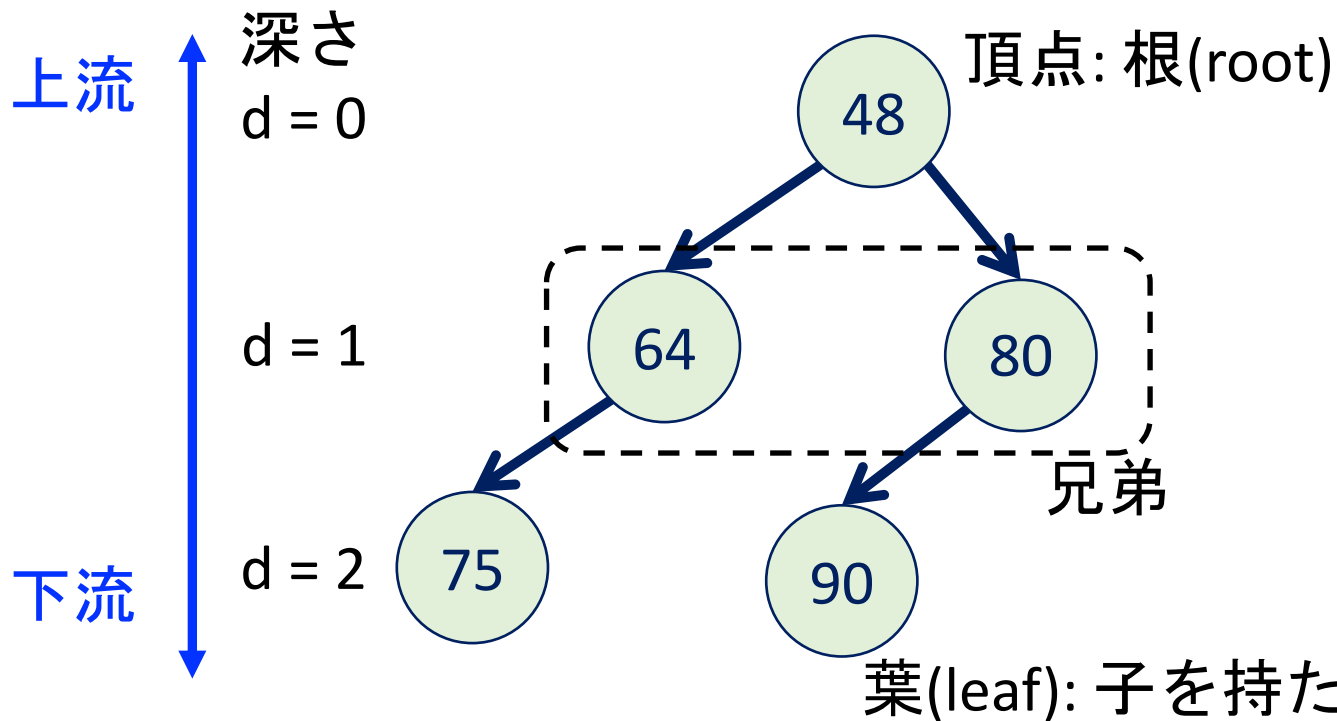 深さ
上流
d = 0
48
頂点: 根(root)
d = 1
64
80
兄弟
下流
d = 2
75
90
葉(leaf): 子を持た